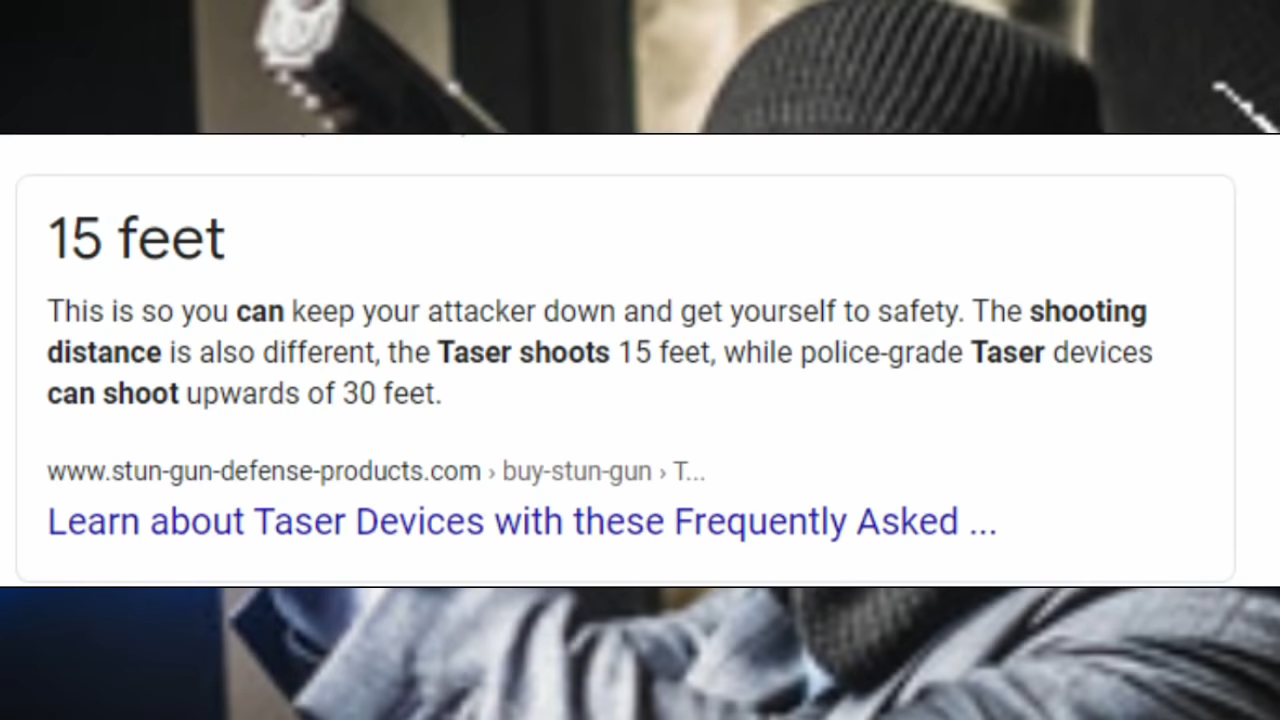 15 feet
This is so you can keep your attacker down and get yourself to safety. The shooting
distance is also different, the Taser shoots 15 feet, while police-grade Taser devices
can shoot upwards of 30 feet.
www.stun-gun-defense-products.com › buy-stun-gun › T...
Learn about Taser Devices with these Frequently Asked ...